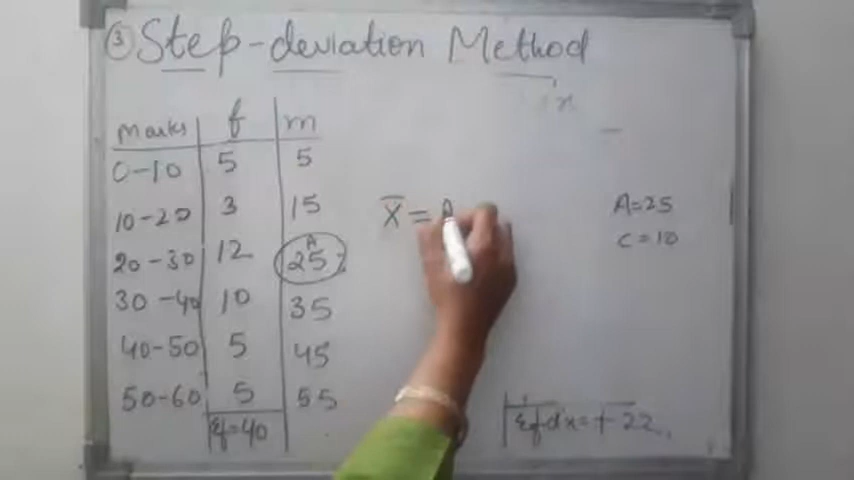 ③ Step-deviation Method
x
Marks f m
0-10 5 5
10-20 3 15
A
20-30 12 25
30-40 10 35
40-50 5 45
50-60 5 55
Σf=40
X̅ = A
A=25
C=10
Σfdx=+22